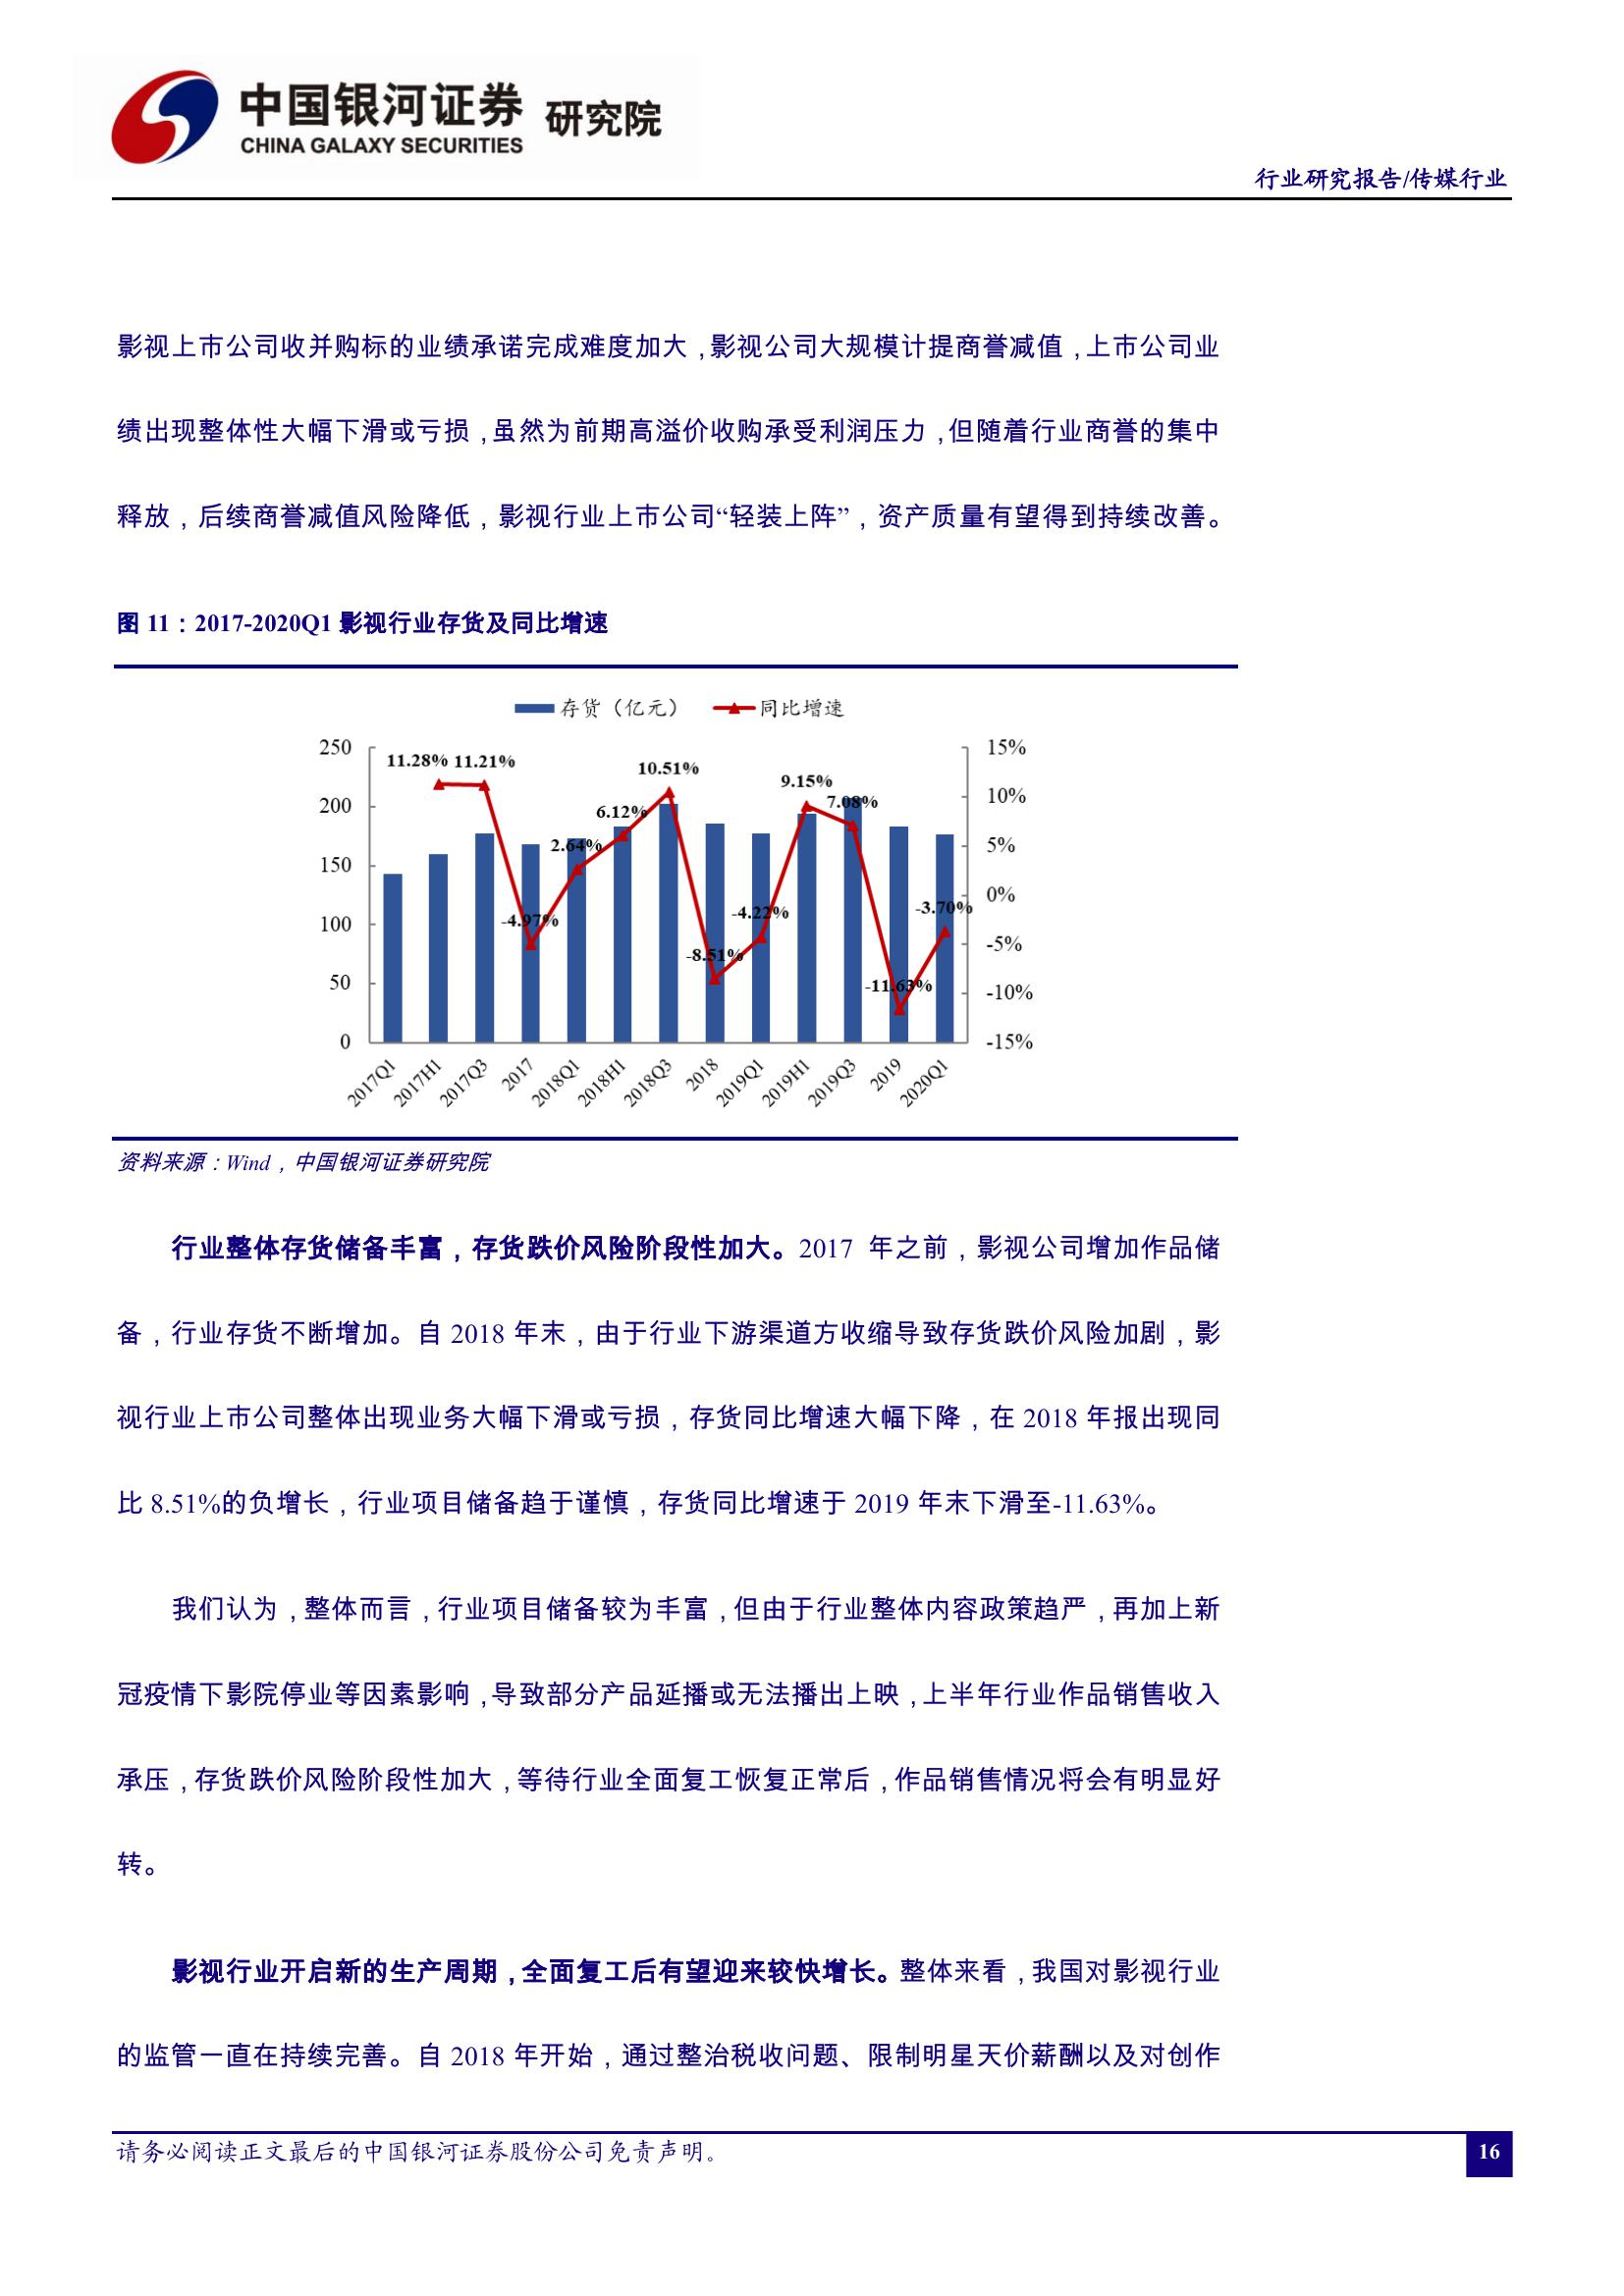 中国银河证券 研究院
CHINA GALAXY SECURITIES
行业研究报告/传媒行业
影视上市公司收并购标的业绩承诺完成难度加大，影视公司大规模计提商誉减值，上市公司业
绩出现整体性大幅下滑或亏损，虽然为前期高溢价收购承受利润压力，但随着行业商誉的集中
释放，后续商誉减值风险降低，影视行业上市公司“轻装上阵”，资产质量有望得到持续改善。
图 11：2017-2020Q1 影视行业存货及同比增速
存货（亿元） 同比增速
250
200
150
100
50
0
15%
10%
5%
0%
-5%
-10%
-15%
11.28%
11.21%
-4.97%
2.64%
6.12%
10.51%
-8.51%
-4.22%
9.15%
7.08%
-11.63%
-3.70%
2017Q1
2017H1
2017Q3
2017
2018Q1
2018H1
2018Q3
2018
2019Q1
2019H1
2019Q3
2019
2020Q1
资料来源：Wind，中国银河证券研究院
行业整体存货储备丰富，存货跌价风险阶段性加大。2017 年之前，影视公司增加作品储
备，行业存货不断增加。自 2018 年末，由于行业下游渠道方收缩导致存货跌价风险加剧，影
视行业上市公司整体出现业务大幅下滑或亏损，存货同比增速大幅下降，在 2018 年报出现同
比 8.51%的负增长，行业项目储备趋于谨慎，存货同比增速于 2019 年末下滑至-11.63%。
我们认为，整体而言，行业项目储备较为丰富，但由于行业整体内容政策趋严，再加上新
冠疫情下影院停业等因素影响，导致部分产品延播或无法播出上映，上半年行业作品销售收入
承压，存货跌价风险阶段性加大，等待行业全面复工恢复正常后，作品销售情况将会有明显好
转。
影视行业开启新的生产周期，全面复工后有望迎来较快增长。整体来看，我国对影视行业
的监管一直在持续完善。自 2018 年开始，通过整治税收问题、限制明星天价薪酬以及对创作
请务必阅读正文最后的中国银河证券股份公司免责声明。
16